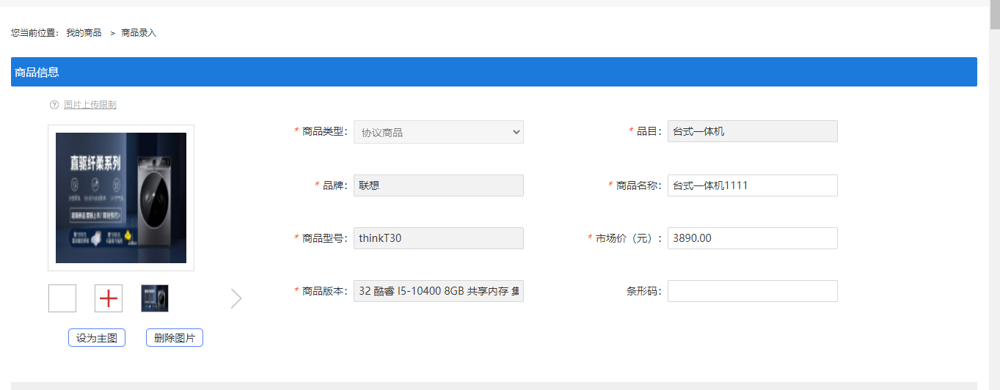 您当前位置： 我的商品 > 商品录入
商品信息
图片上传限制
* 商品类型： 协议商品
* 品目： 台式一体机
直驱纤柔系列
* 品牌： 联想
* 商品名称： 台式一体机1111
* 商品型号： thinkT30
* 市场价（元）： 3890.00
* 商品版本： 32 酷睿 I5-10400 8GB 共享内存 集
条形码：
设为主图
删除图片